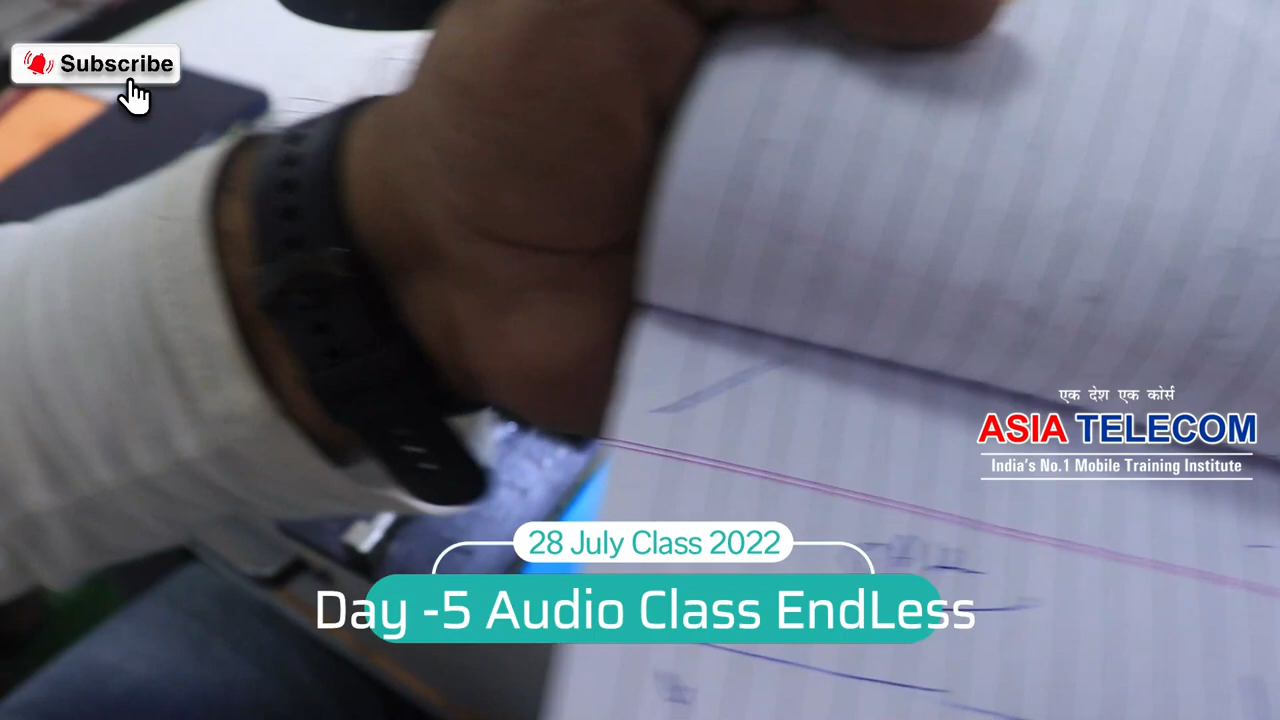 Subscribe
एक देश एक कोर्स
ASIA TELECOM
India's No.1 Mobile Training Institute
28 July Class 2022
Day -5 Audio Class EndLess